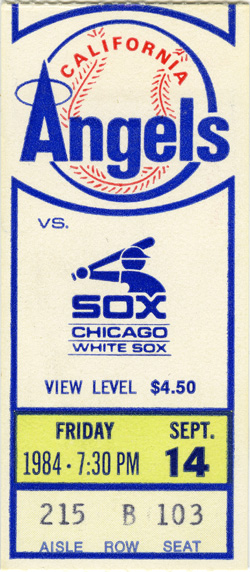 CALIFORNIA
Angels
VS.
SOX
CHICAGO
WHITE SOX
VIEW LEVEL $4.50
FRIDAY SEPT.
1984 · 7:30 PM 14
215 B 103
AISLE ROW SEAT